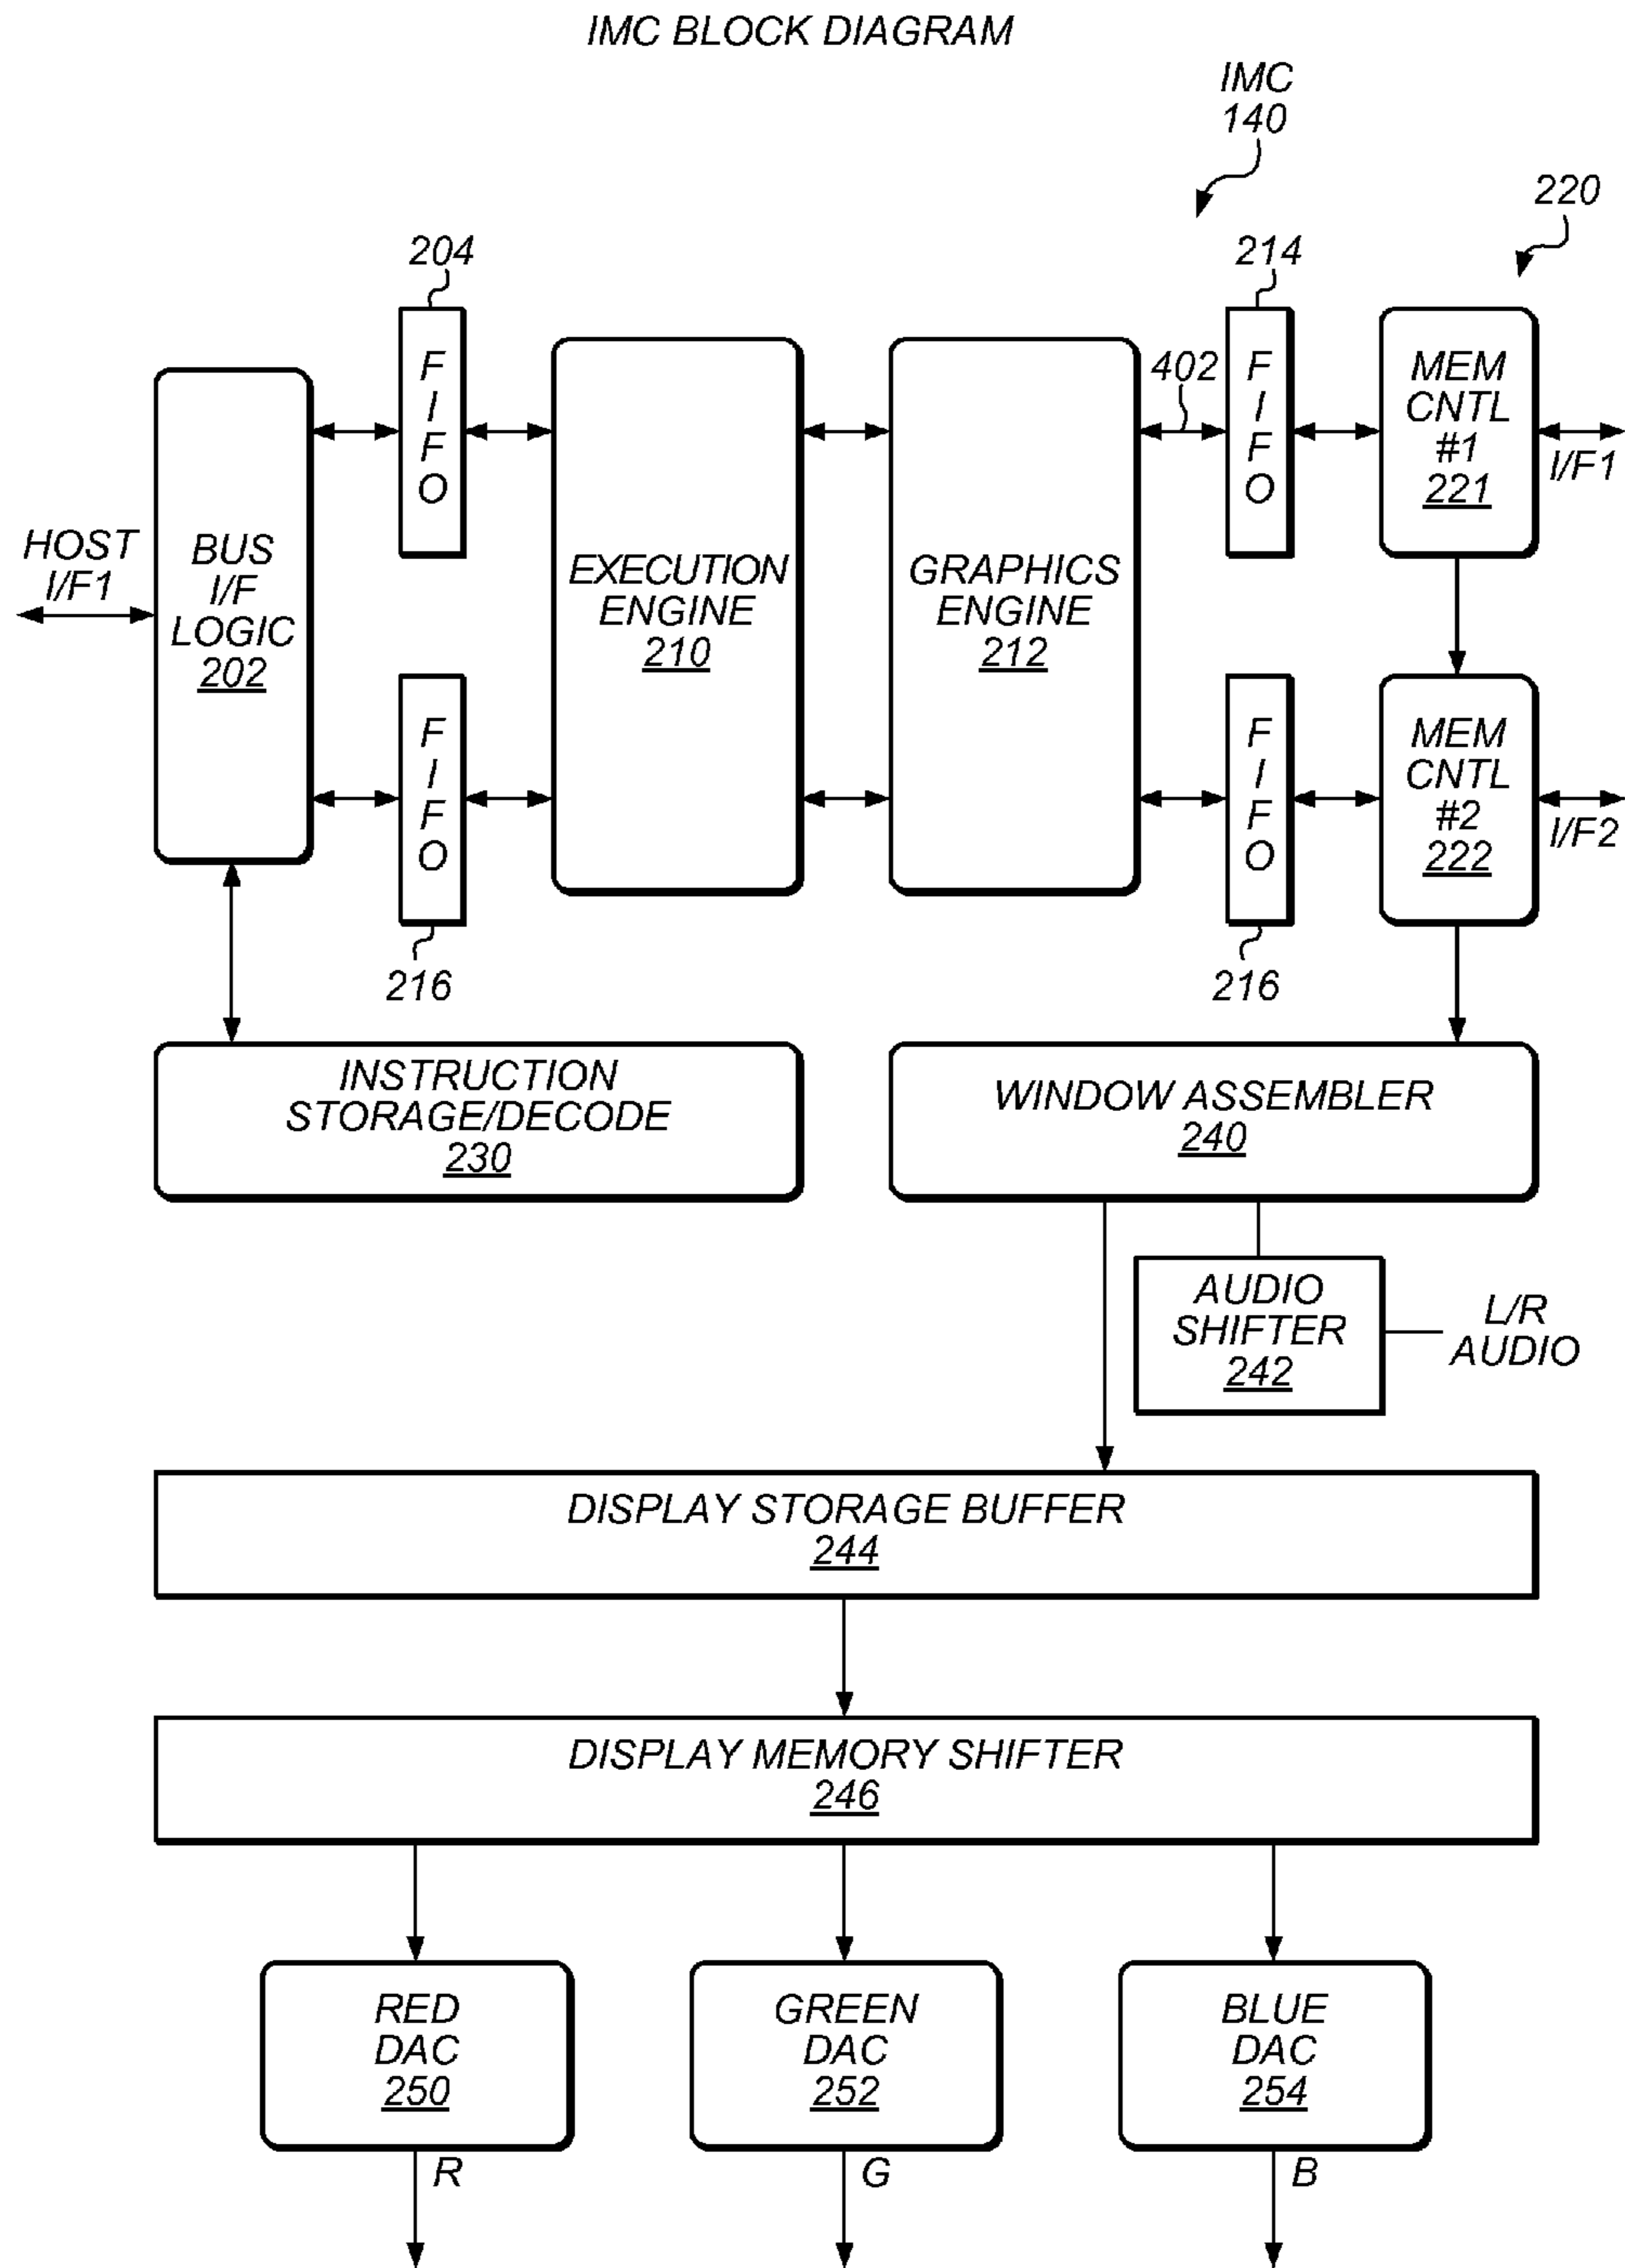 IMC BLOCK DIAGRAM
IMC
140
220
204
214
F
I
F
O
402
F
I
F
O
MEM
CNTL
#1
221
I/F1
HOST
I/F1
BUS
I/F
LOGIC
202
EXECUTION
ENGINE
210
GRAPHICS
ENGINE
212
F
I
F
O
F
I
F
O
MEM
CNTL
#2
222
I/F2
216
216
INSTRUCTION
STORAGE/DECODE
230
WINDOW ASSEMBLER
240
AUDIO
SHIFTER
242
L/R
AUDIO
DISPLAY STORAGE BUFFER
244
DISPLAY MEMORY SHIFTER
246
RED
DAC
250
GREEN
DAC
252
BLUE
DAC
254
R
G
B